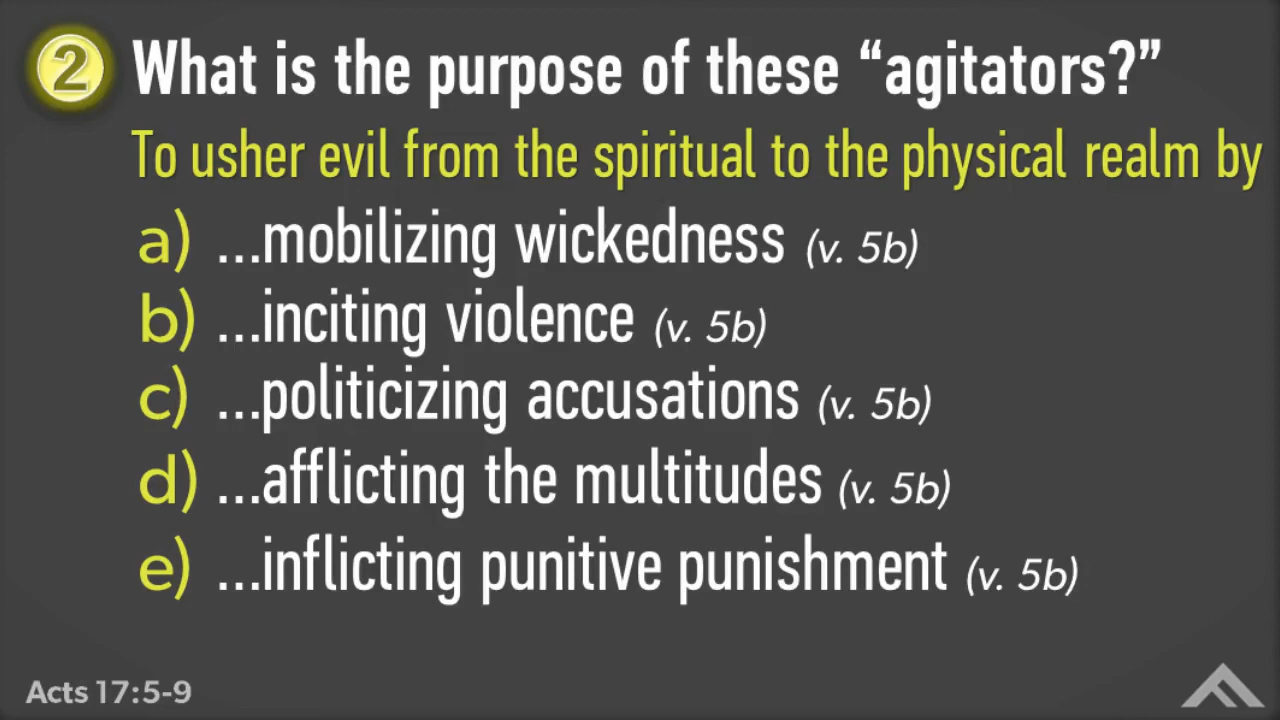 2 What is the purpose of these “agitators?”
To usher evil from the spiritual to the physical realm by
a) ...mobilizing wickedness (v. 5b)
b) ...inciting violence (v. 5b)
c) ...politicizing accusations (v. 5b)
d) ...afflicting the multitudes (v. 5b)
e) ...inflicting punitive punishment (v. 5b)
Acts 17:5-9